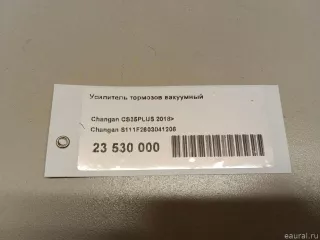 Усилитель тормозов вакуумный
Changan CS35PLUS 2018>
Changan S111F2603041206
23 530 000
eaural.ru